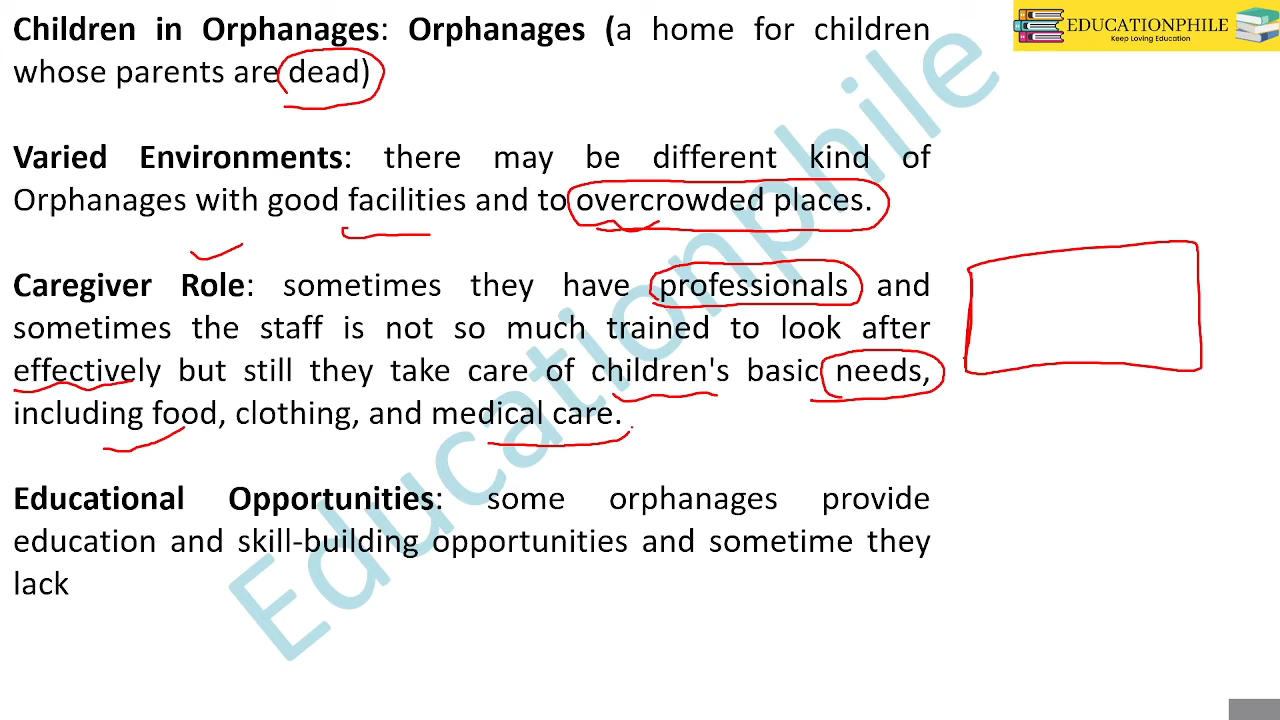 Children in Orphanages: Orphanages (a home for children
whose parents are dead)
Varied Environments: there may be different kind of
Orphanages with good facilities and to overcrowded places.
Caregiver Role: sometimes they have professionals and
sometimes the staff is not so much trained to look after
effectively but still they take care of children's basic needs,
including food, clothing, and medical care.
Educational Opportunities: some orphanages provide
education and skill-building opportunities and sometime they
lack
EDUCATIONPHILE
Keep Loving Education
Educationphile